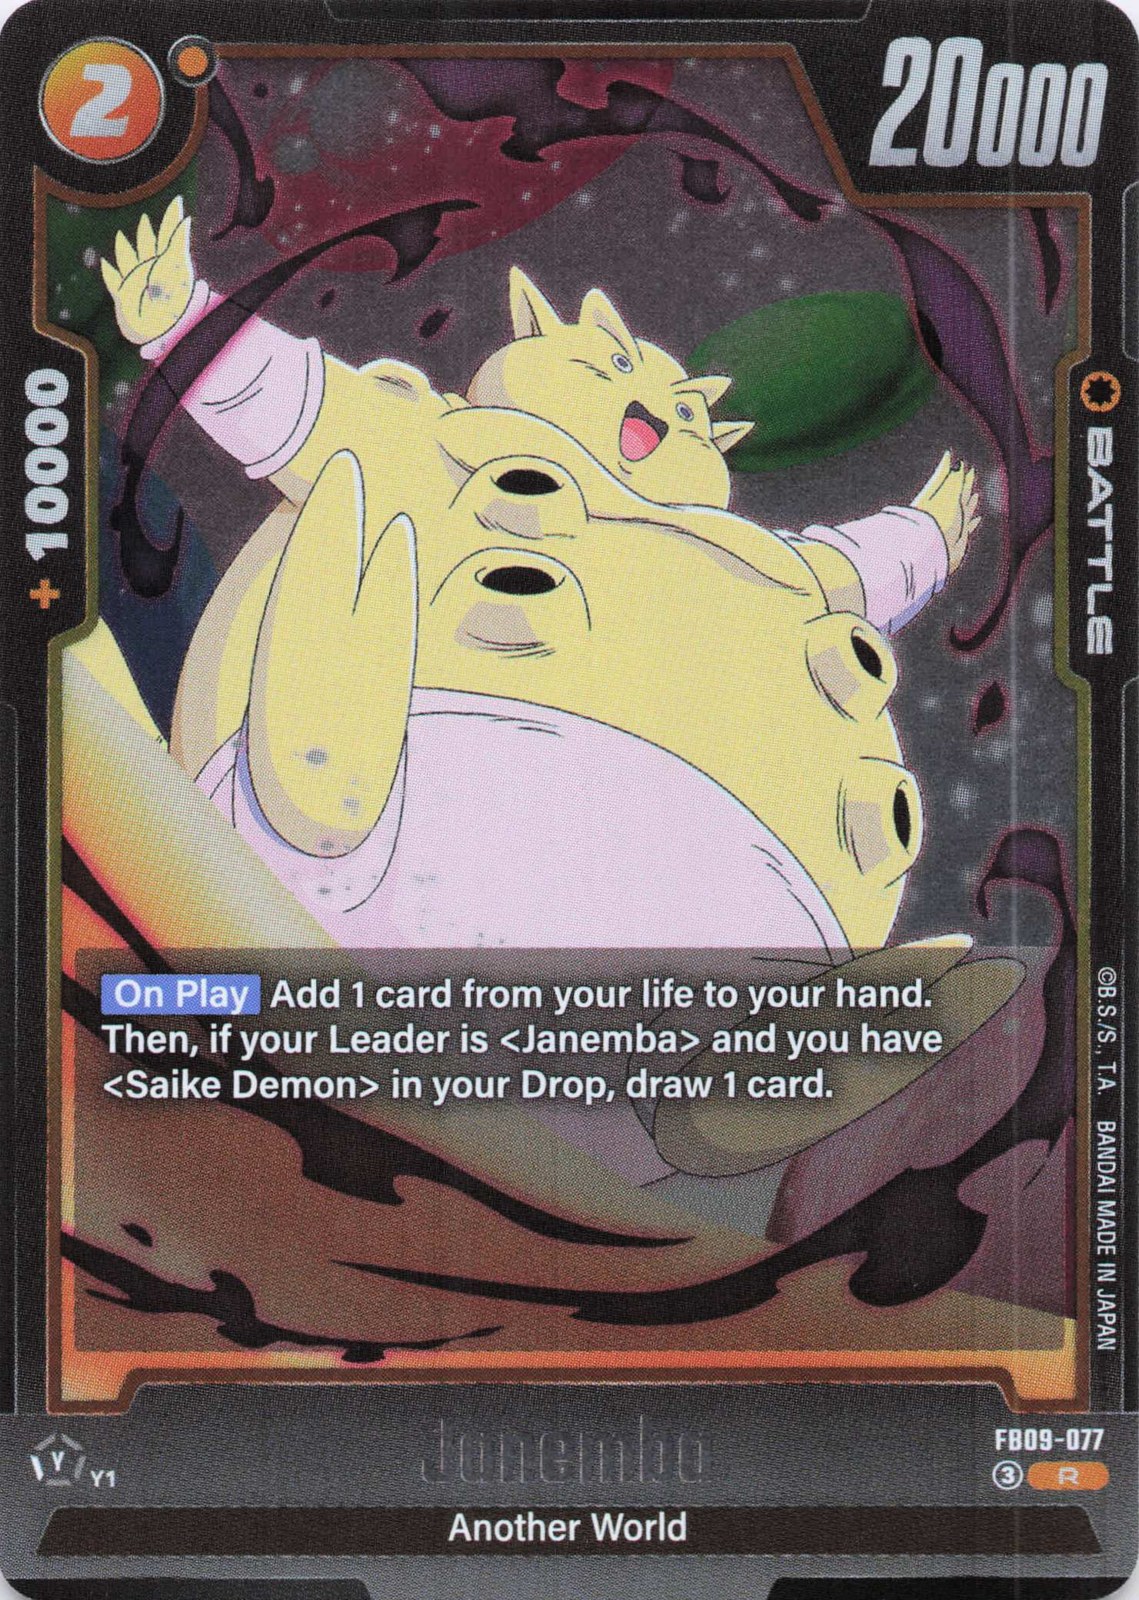 2
20000
+ 10000
BATTLE
On Play Add 1 card from your life to your hand.
Then, if your Leader is <Janemba> and you have
<Saike Demon> in your Drop, draw 1 card.
©B.S./S., T.A. BANDAI MADE IN JAPAN
Janemba
FB09-077
Y Y1
3 R
Another World